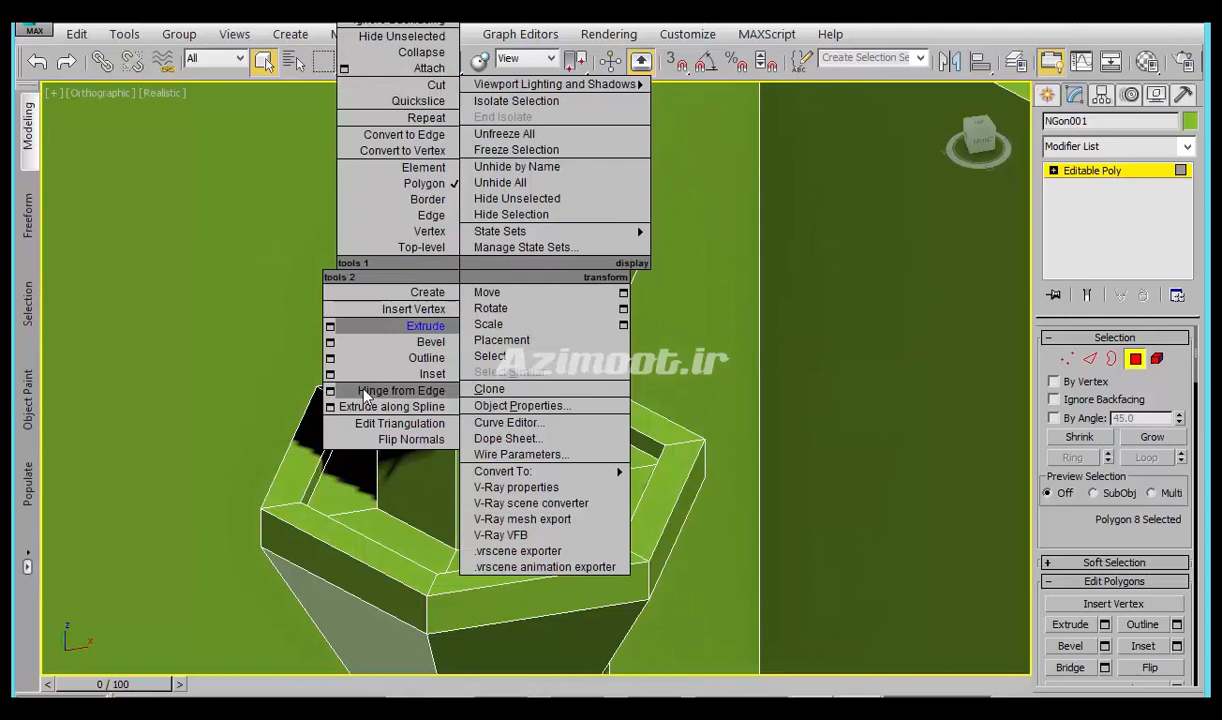 MAX
Edit Tools Group Views Create Graph Editors Rendering Customize MAXScript Help
Hide Unselected
Collapse
Attach
Cut
Quickslice
Repeat
Convert to Edge
Convert to Vertex
Element
Polygon
Border
Edge
Vertex
Top-level
tools 1
tools 2
Create
Insert Vertex
Extrude
Bevel
Outline
Inset
Hinge from Edge
Extrude along Spline
Edit Triangulation
Flip Normals
Viewport Lighting and Shadows
Isolate Selection
End Isolate
Unfreeze All
Freeze Selection
Unhide by Name
Unhide All
Hide Unselected
Hide Selection
State Sets
Manage State Sets...
display
transform
Move
Rotate
Scale
Placement
Select
Select Similar
Clone
Object Properties...
Curve Editor...
Dope Sheet...
Wire Parameters...
Convert To:
V-Ray properties
V-Ray scene converter
V-Ray mesh export
V-Ray VFB
.vrscene exporter
.vrscene animation exporter
Azimoot.ir
All
View
Create Selection Se
[+] [Orthographic] [Realistic]
Modeling
Freeform
Selection
Object Paint
Populate
z
x
0 / 100
NGon001
Modifier List
Editable Poly
Selection
By Vertex
Ignore Backfacing
By Angle: 45.0
Shrink Grow
Ring Loop
Preview Selection
Off SubObj Multi
Polygon 8 Selected
Soft Selection
Edit Polygons
Insert Vertex
Extrude Outline
Bevel Inset
Bridge Flip